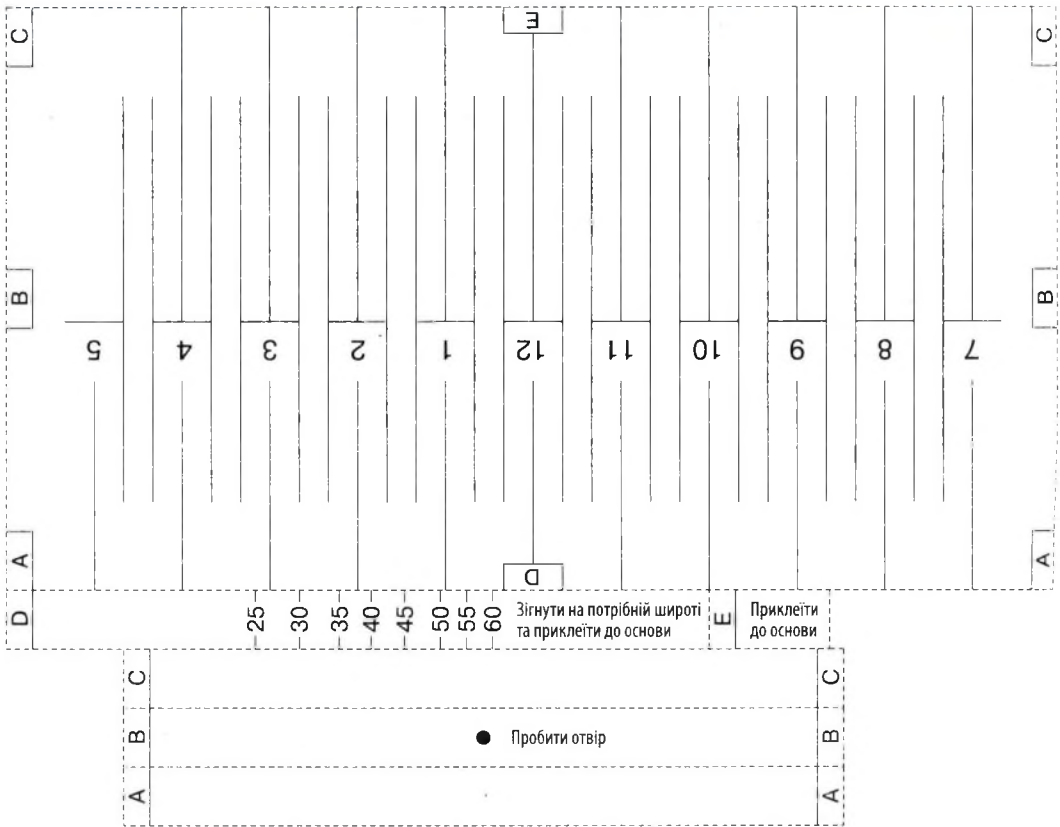 C E C
B B
5 4 3 2 1 12 11 10 9 8 7
A D A
D 25 30 35 40 45 50 55 60 Зігнути на потрібній широті E Приклеїти
та приклеїти до основи до основи
C C
B Пробити отвір B
A A